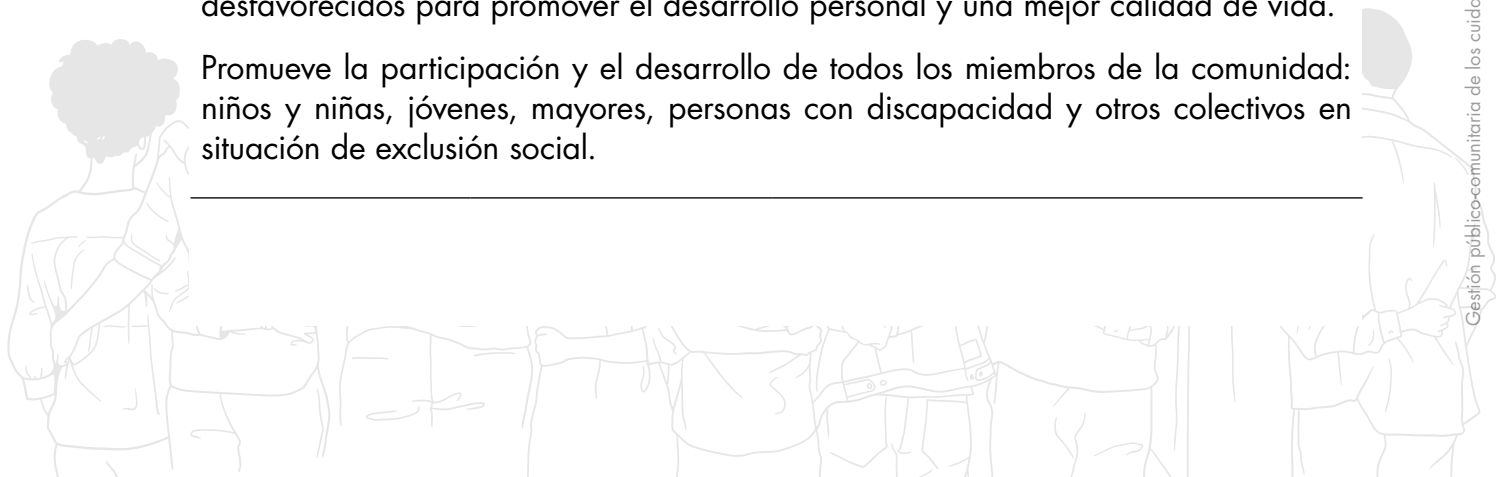 desfavorecidos para promover el desarrollo personal y una mejor calidad de vida.
Promueve la participación y el desarrollo de todos los miembros de la comunidad:
niños y niñas, jóvenes, mayores, personas con discapacidad y otros colectivos en
situación de exclusión social.
Gestión público-comunitaria de los